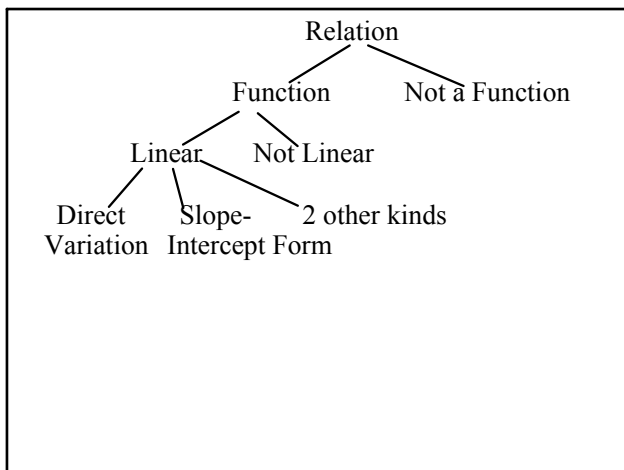 Relation
Function Not a Function
Linear Not Linear
Direct Slope- 2 other kinds
Variation Intercept Form